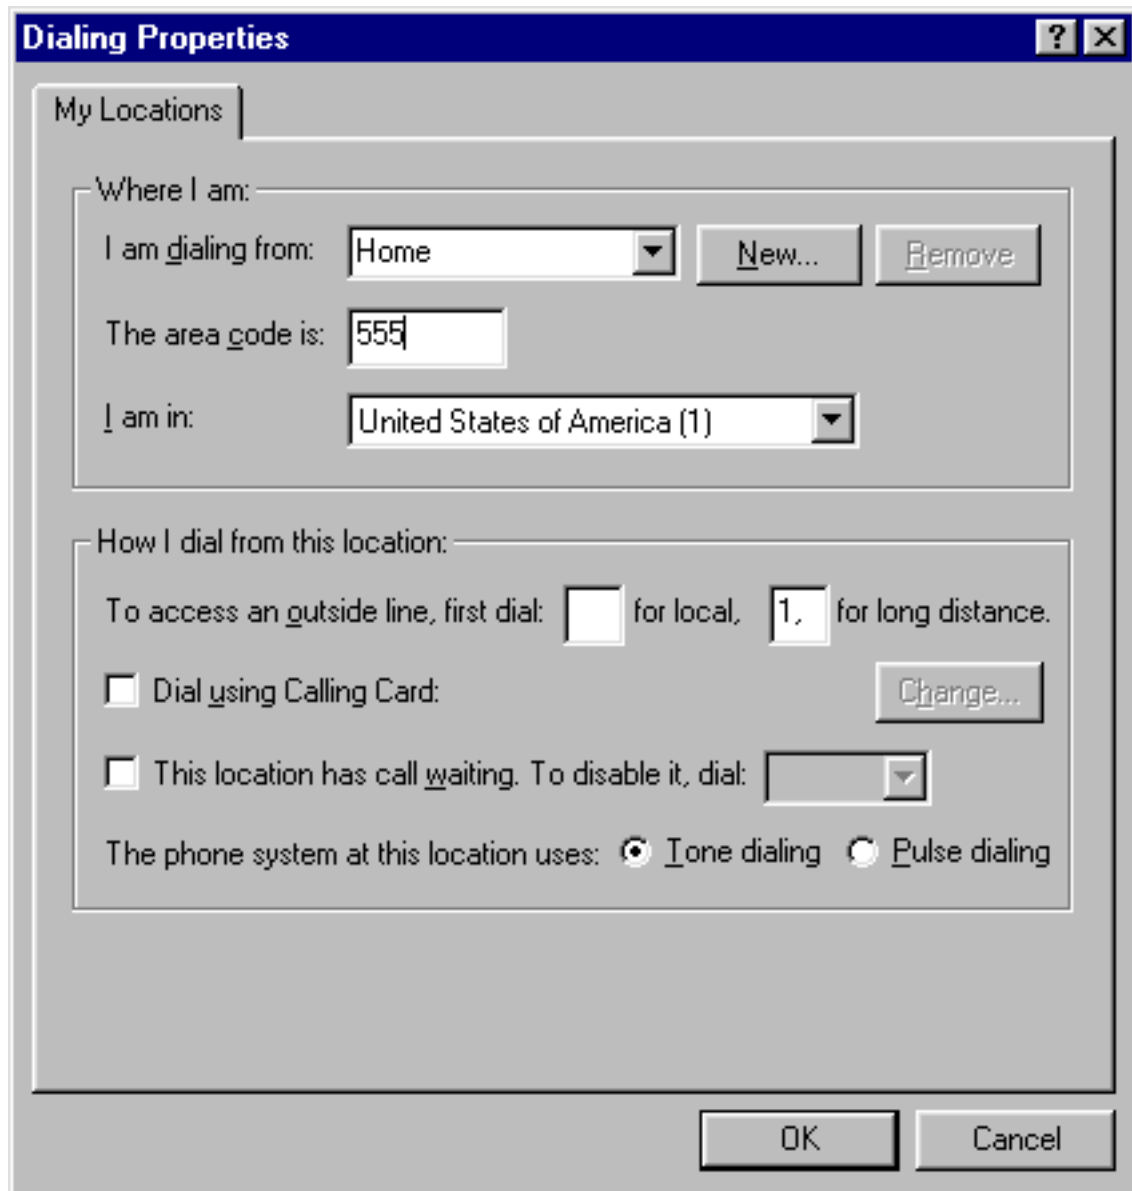 Dialing Properties
My Locations
Where I am:
I am dialing from: Home New... Remove
The area code is: 555
I am in: United States of America (1)
How I dial from this location:
To access an outside line, first dial: for local, 1, for long distance.
Dial using Calling Card: Change...
This location has call waiting. To disable it, dial:
The phone system at this location uses: Tone dialing Pulse dialing
OK Cancel